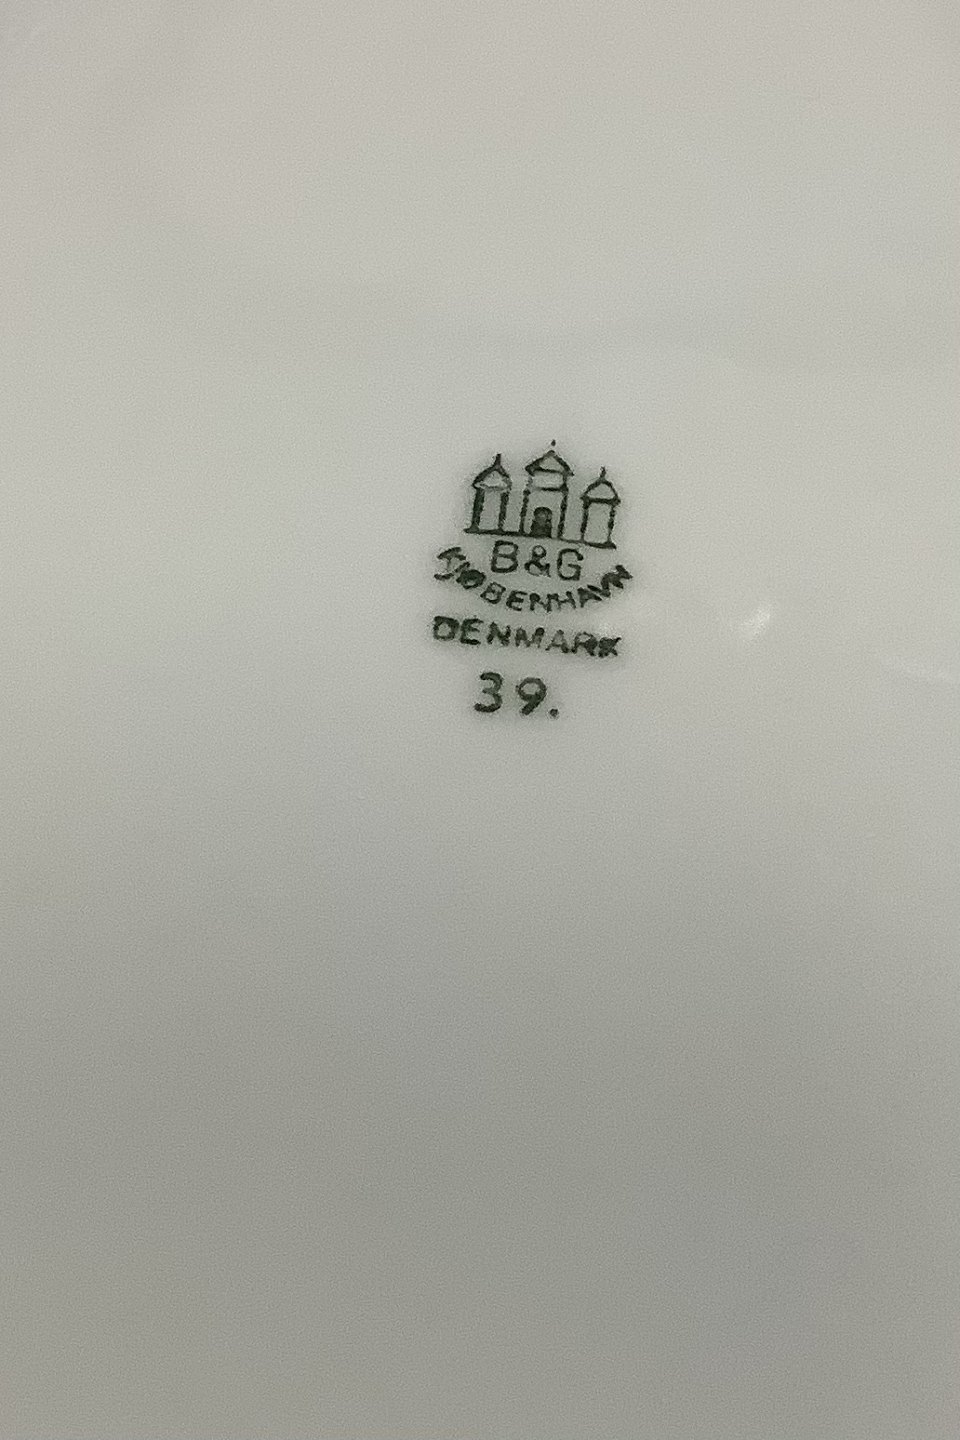 B&G
KJØBENHAVN
DENMARK
39.